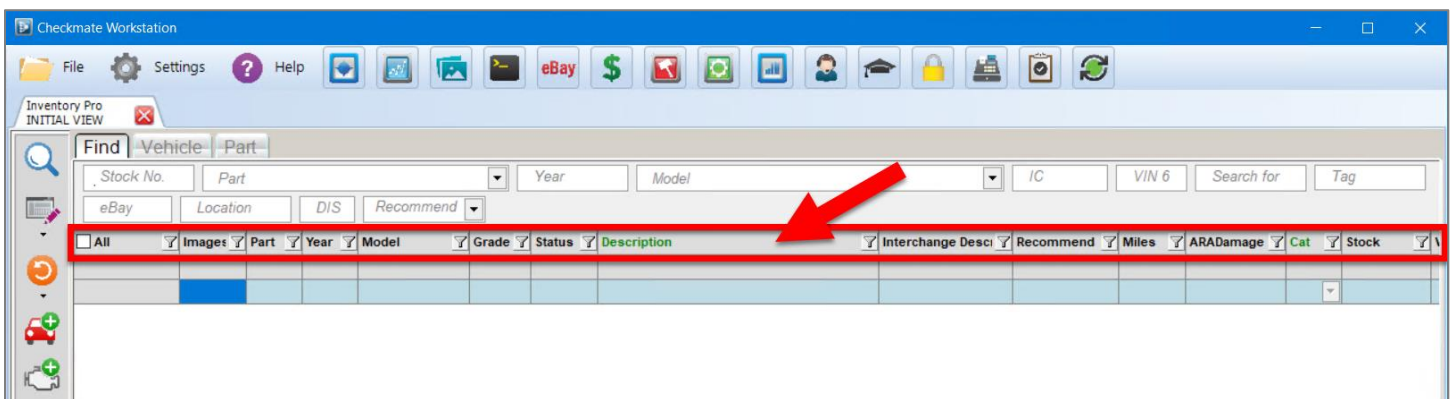 Checkmate Workstation
File Settings Help eBay $
Inventory Pro
INITIAL VIEW
Find Vehicle Part
Stock No. Part Year Model IC VIN 6 Search for Tag
eBay Location DIS Recommend
All Images Part Year Model Grade Status Description Interchange Descr Recommend Miles ARADamage Cat Stock